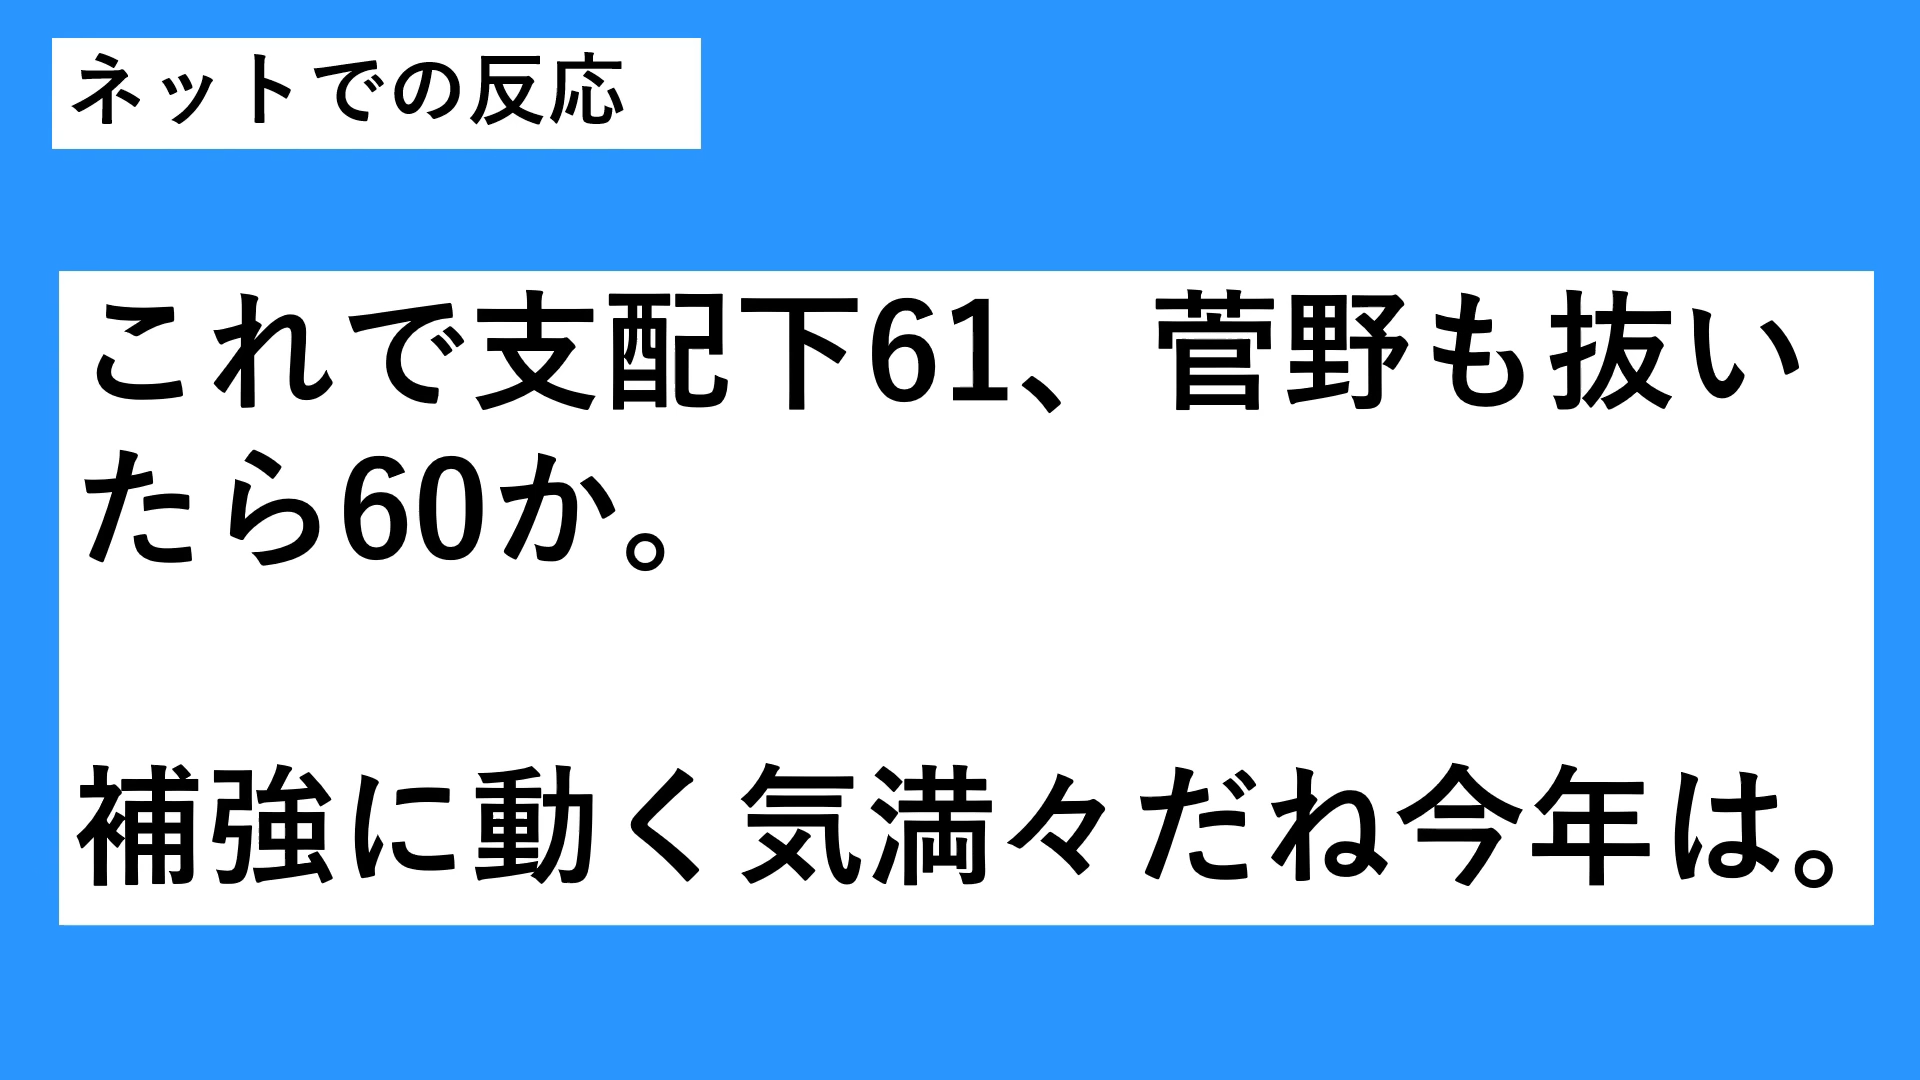 ネットでの反応
これで支配下61、菅野も抜い
たら60か。
補強に動く気満々だね今年は。